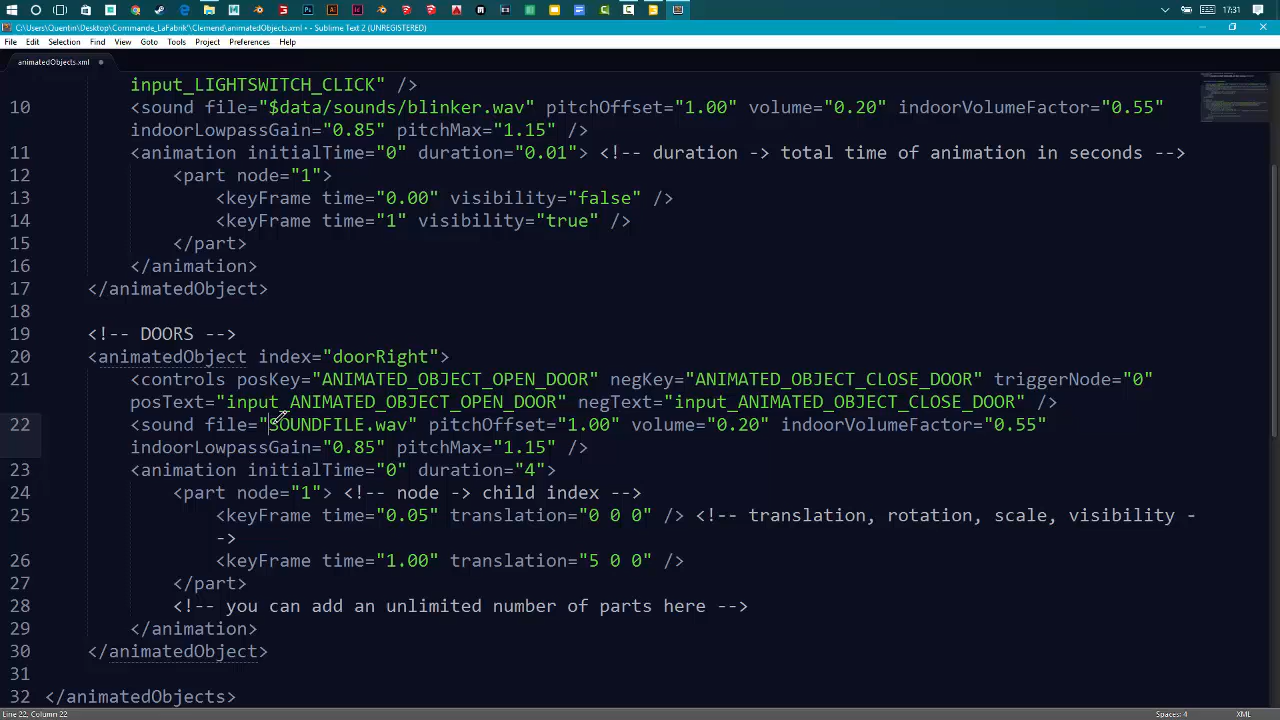 17:31
C:\Users\Quentin\Desktop\Commande_LaFabrik\Clemend\animatedObjects.xml • - Sublime Text 2 (UNREGISTERED)
File Edit Selection Find View Goto Tools Project Preferences Help
animatedObjects.xml
input_LIGHTSWITCH_CLICK" />
10 <sound file="$data/sounds/blinker.wav" pitchOffset="1.00" volume="0.20" indoorVolumeFactor="0.55"
indoorLowpassGain="0.85" pitchMax="1.15" />
11 <animation initialTime="0" duration="0.01"> <!-- duration -> total time of animation in seconds -->
12 <part node="1">
13 <keyFrame time="0.00" visibility="false" />
14 <keyFrame time="1" visibility="true" />
15 </part>
16 </animation>
17 </animatedObject>
18
19 <!-- DOORS -->
20 <animatedObject index="doorRight">
21 <controls posKey="ANIMATED_OBJECT_OPEN_DOOR" negKey="ANIMATED_OBJECT_CLOSE_DOOR" triggerNode="0"
posText="input_ANIMATED_OBJECT_OPEN_DOOR" negText="input_ANIMATED_OBJECT_CLOSE_DOOR" />
22 <sound file="SOUNDFILE.wav" pitchOffset="1.00" volume="0.20" indoorVolumeFactor="0.55"
indoorLowpassGain="0.85" pitchMax="1.15" />
23 <animation initialTime="0" duration="4">
24 <part node="1"> <!-- node -> child index -->
25 <keyFrame time="0.05" translation="0 0 0" /> <!-- translation, rotation, scale, visibility -
->
26 <keyFrame time="1.00" translation="5 0 0" />
27 </part>
28 <!-- you can add an unlimited number of parts here -->
29 </animation>
30 </animatedObject>
31
32 </animatedObjects>
Line 22, Column 22 Spaces: 4 XML